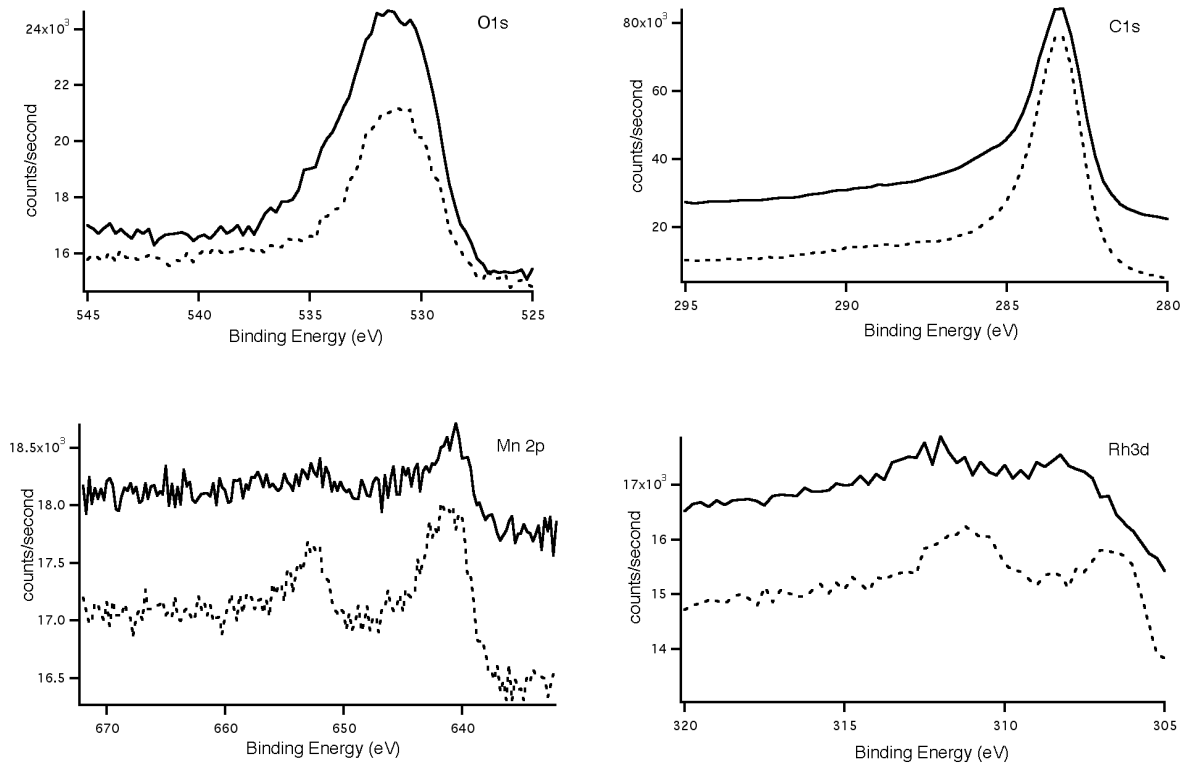 O1s
24x10³
22
20
18
16
counts/second
545
540
535
530
525
Binding Energy (eV)
C1s
80x10³
60
40
20
counts/second
295
290
285
280
Binding Energy (eV)
Mn 2p
18.5x10³
18.0
17.5
17.0
16.5
counts/second
670
660
650
640
Binding Energy (eV)
Rh3d
17x10³
16
15
14
counts/second
320
315
310
305
Binding Energy (eV)